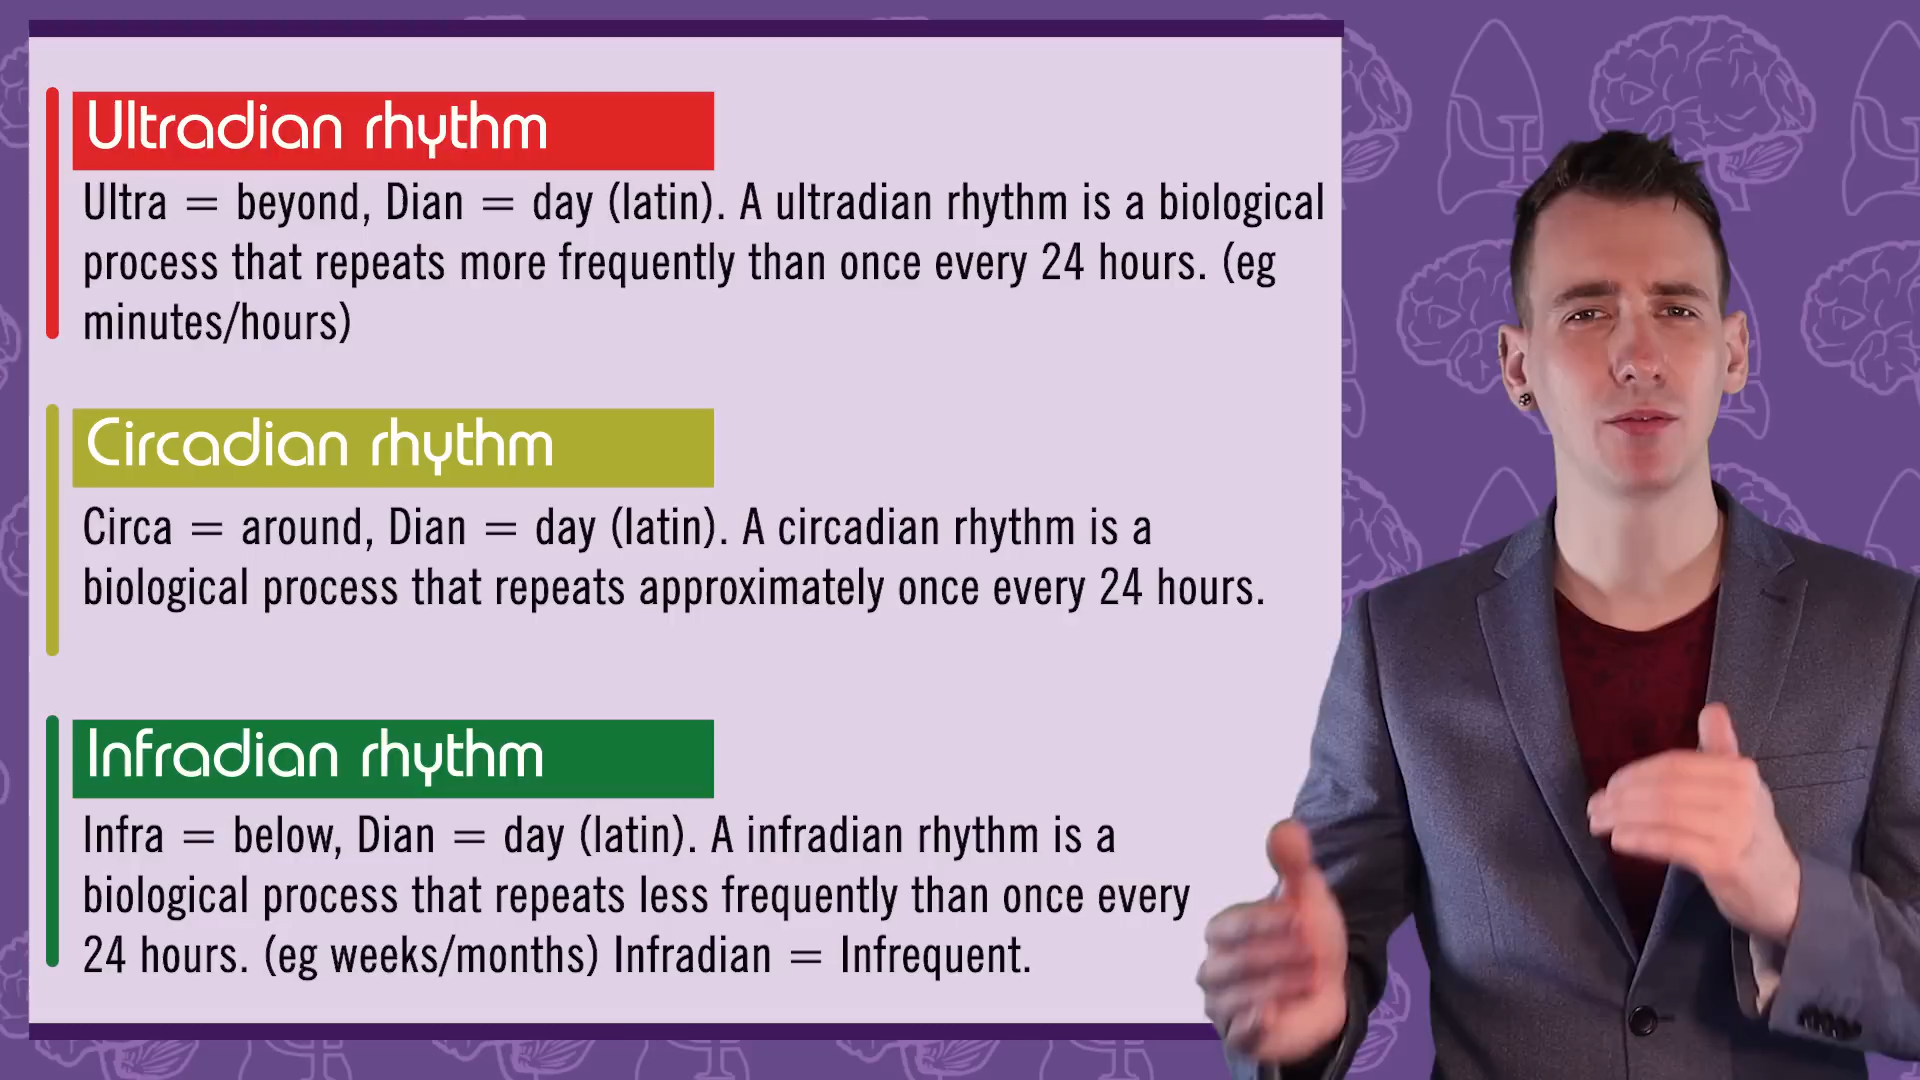 Ultradian rhythm
Ultra = beyond, Dian = day (latin). A ultradian rhythm is a biological
process that repeats more frequently than once every 24 hours. (eg
minutes/hours)
Circadian rhythm
Circa = around, Dian = day (latin). A circadian rhythm is a
biological process that repeats approximately once every 24 hours.
Infradian rhythm
Infra = below, Dian = day (latin). A infradian rhythm is a
biological process that repeats less frequently than once every
24 hours. (eg weeks/months) Infradian = Infrequent.